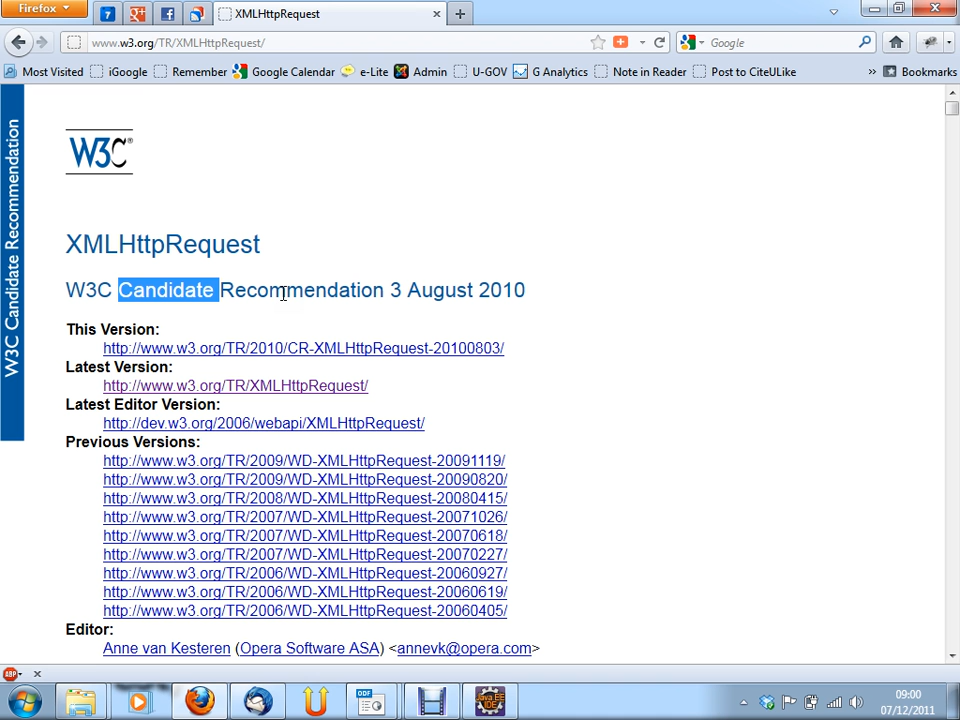 Firefox
7
XMLHttpRequest
www.w3.org/TR/XMLHttpRequest/
Google
Most Visited iGoogle Remember Google Calendar e-Lite Admin U-GOV G Analytics Note in Reader Post to CiteULike » Bookmarks
W3C Candidate Recommendation
W3C®
XMLHttpRequest
W3C Candidate Recommendation 3 August 2010
This Version:
http://www.w3.org/TR/2010/CR-XMLHttpRequest-20100803/
Latest Version:
http://www.w3.org/TR/XMLHttpRequest/
Latest Editor Version:
http://dev.w3.org/2006/webapi/XMLHttpRequest/
Previous Versions:
http://www.w3.org/TR/2009/WD-XMLHttpRequest-20091119/
http://www.w3.org/TR/2009/WD-XMLHttpRequest-20090820/
http://www.w3.org/TR/2008/WD-XMLHttpRequest-20080415/
http://www.w3.org/TR/2007/WD-XMLHttpRequest-20071026/
http://www.w3.org/TR/2007/WD-XMLHttpRequest-20070618/
http://www.w3.org/TR/2007/WD-XMLHttpRequest-20070227/
http://www.w3.org/TR/2006/WD-XMLHttpRequest-20060927/
http://www.w3.org/TR/2006/WD-XMLHttpRequest-20060619/
http://www.w3.org/TR/2006/WD-XMLHttpRequest-20060405/
Editor:
Anne van Kesteren (Opera Software ASA) <annevk@opera.com>
ABP
ODF
Java EE
IDE
09:00
07/12/2011